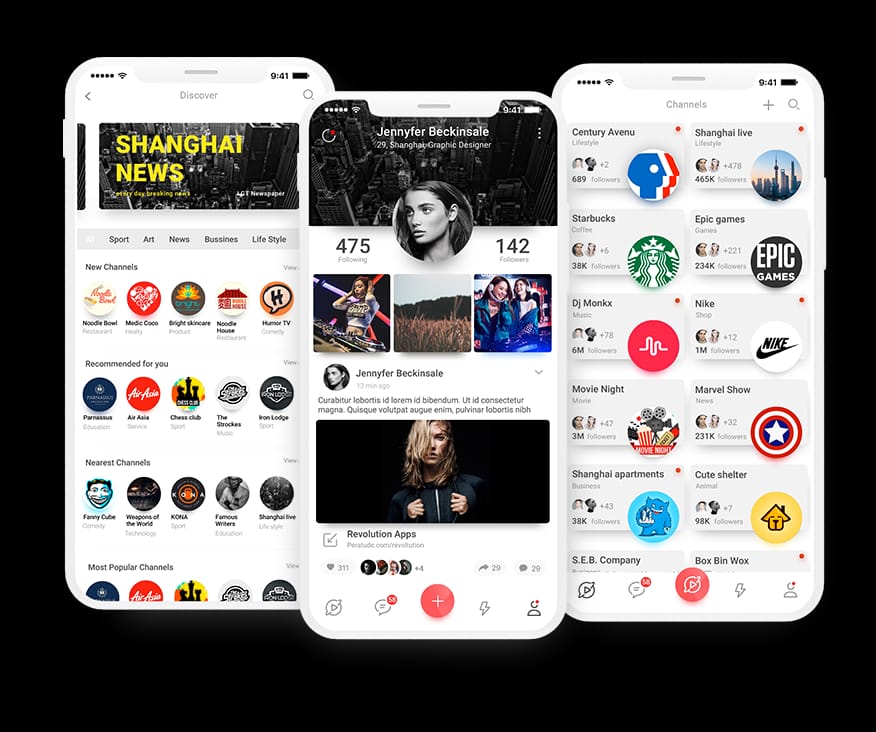 9:41
Discover
SHANGHAI
NEWS
every day breaking news
LGT Newspaper
All Sport Art News Bussines Life Style
New Channels
View
Noodle Bowl
Restaurant
Medic Coco
Healty
Bright skincare
Product
Noodle
House
Restaurant
Humor TV
Comedy
Recommended for you
View
PARNASSUS
Parnassus
Education
AirAsia
Air Asia
Service
CHESS CLUB
Chess club
Sport
The
Strockes
Music
IRON LODGE
Iron Lodge
Sport
Nearest Channels
View
Fanny Cube
Comedy
Weapons of
the World
Technology
KONA
KONA
Sport
Famous
Writers
Education
Shanghai live
Life style
Most Popular Channels
View
9:41
Jennyfer Beckinsale
29, Shanghai, Graphic Designer
475
Following
142
Followers
Jennyfer Beckinsale
13 min ago
Curabitur lobortis id lorem id bibendum. Ut id consectetur
magna. Quisque volutpat augue enim, pulvinar lobortis nibh
Revolution Apps
Peratude.com/revoltution
311
+4
29
29
58
9:41
Channels
Century Avenu
Lifestyle
+2
689 followers
Shanghai live
Lifestyle
+478
465K followers
Starbucks
Coffee
+6
38K followers
Epic games
Games
+221
234K followers
EPIC
GAMES
Dj Monkx
Music
+78
6M followers
Nike
Shop
+12
1M followers
NIKE
Movie Night
Movie
+47
3M followers
MOVIE NIGHT
Marvel Show
News
+32
231K followers
Shanghai apartments
Business
+43
38K followers
Cute shelter
Animal
+7
98K followers
S.E.B. Company
Box Bin Wox
58